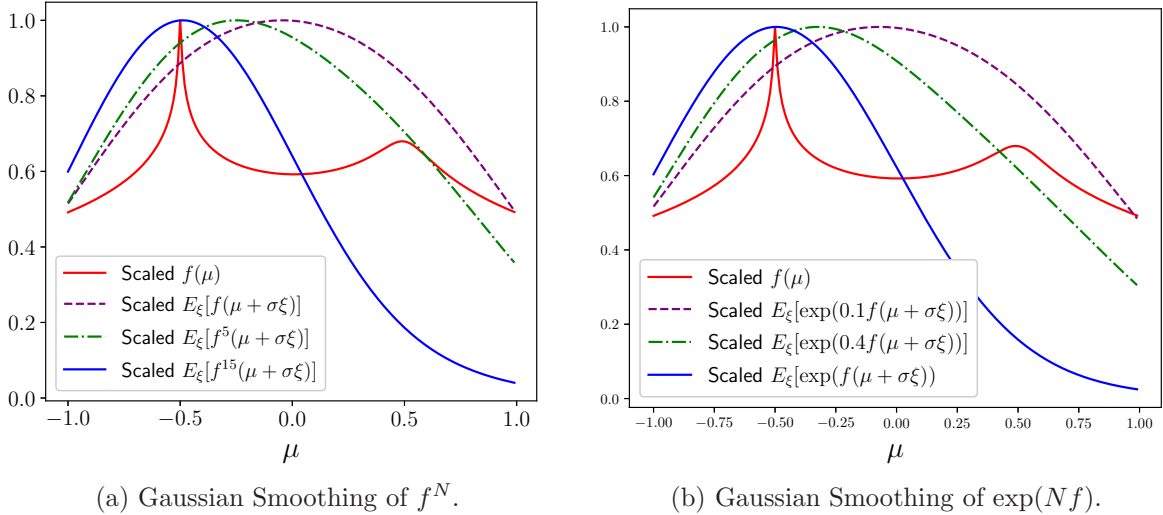 1.0
0.8
0.6
0.4
0.2
0.0
Scaled f(μ)
Scaled E_ξ[f(μ + σξ)]
Scaled E_ξ[f^5(μ + σξ)]
Scaled E_ξ[f^15(μ + σξ)]
−1.0 −0.5 0.0 0.5 1.0
μ
(a) Gaussian Smoothing of f^N.
1.0
0.8
0.6
0.4
0.2
0.0
Scaled f(μ)
Scaled E_ξ[exp(0.1f(μ + σξ))]
Scaled E_ξ[exp(0.4f(μ + σξ))]
Scaled E_ξ[exp(f(μ + σξ))
−1.00 −0.75 −0.50 −0.25 0.00 0.25 0.50 0.75 1.00
μ
(b) Gaussian Smoothing of exp(Nf).